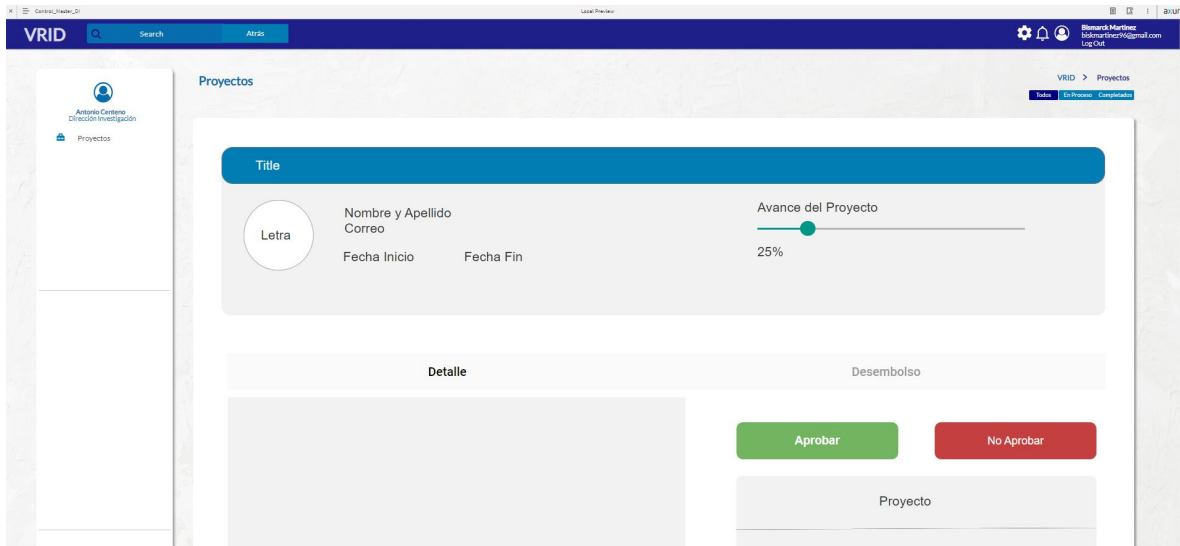 Control_Master_DI
Local Preview
axur
VRID
Search
Atrás
Bismarck Martinez
biskmartinez96@gmail.com
Log Out
Antonio Centeno
Dirección Investigación
Proyectos
Proyectos
VRID > Proyectos
Todos En Proceso Completados
Title
Letra
Nombre y Apellido
Correo
Fecha Inicio Fecha Fin
Avance del Proyecto
25%
Detalle Desembolso
Aprobar No Aprobar
Proyecto